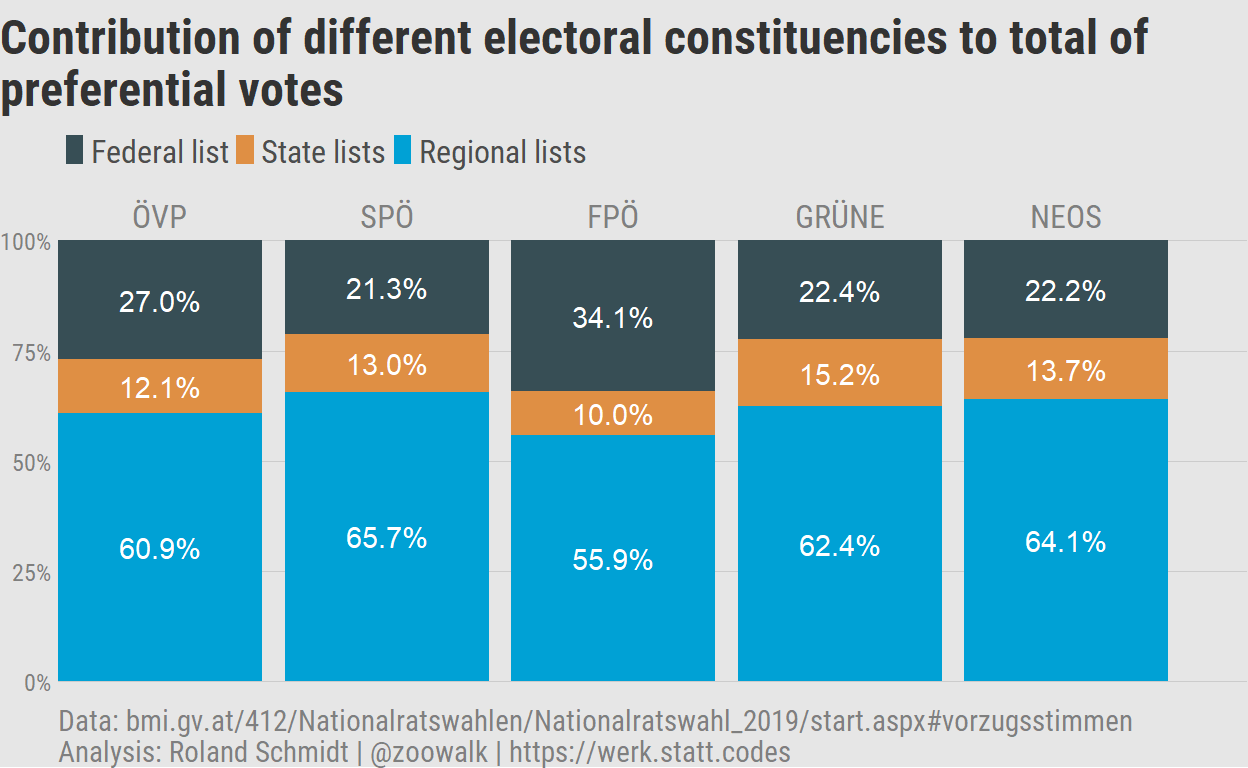 Contribution of different electoral constituencies to total of
preferential votes
Federal list State lists Regional lists
ÖVP SPÖ FPÖ GRÜNE NEOS
100%
27.0% 21.3% 34.1% 22.4% 22.2%
75%
12.1% 13.0% 10.0% 15.2% 13.7%
50%
60.9% 65.7% 55.9% 62.4% 64.1%
25%
0%
Data: bmi.gv.at/412/Nationalratswahlen/Nationalratswahl_2019/start.aspx#vorzugsstimmen
Analysis: Roland Schmidt | @zoowalk | https://werk.statt.codes